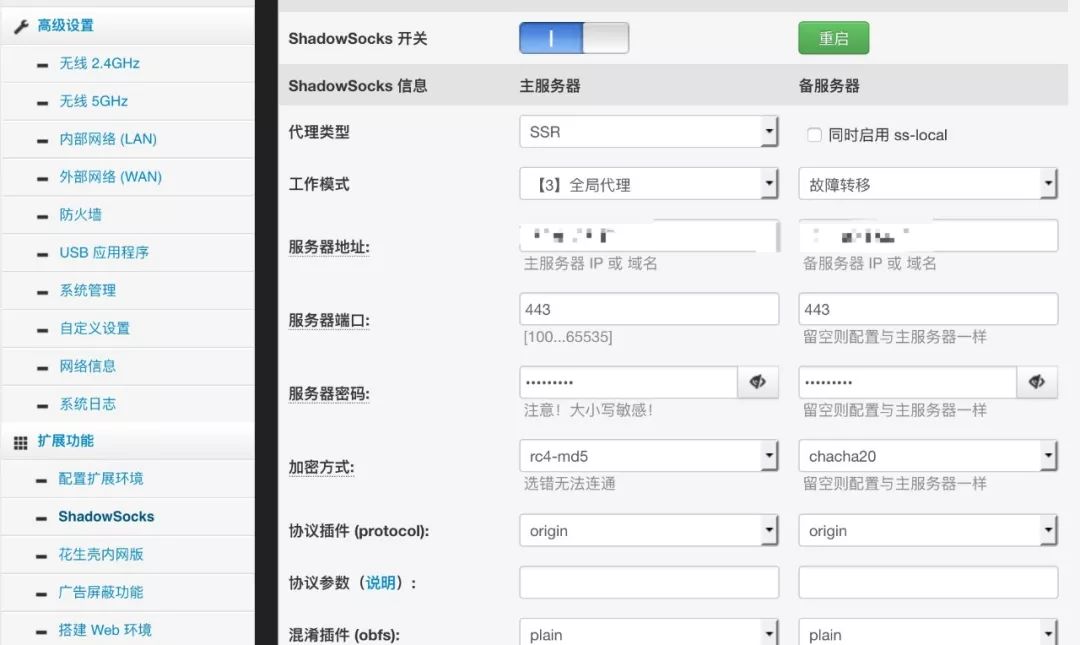 高级设置
无线 2.4GHz
无线 5GHz
内部网络 (LAN)
外部网络 (WAN)
防火墙
USB 应用程序
系统管理
自定义设置
网络信息
系统日志
扩展功能
配置扩展环境
ShadowSocks
花生壳内网版
广告屏蔽功能
搭建 Web 环境
ShadowSocks 开关 重启
ShadowSocks 信息 主服务器 备服务器
代理类型 SSR 同时启用 ss-local
工作模式 【3】全局代理 故障转移
服务器地址:
主服务器 IP 或 域名 备服务器 IP 或 域名
服务器端口: 443 443
[100...65535] 留空则配置与主服务器一样
服务器密码: ••••••••• •••••••••
注意！大小写敏感！ 留空则配置与主服务器一样
加密方式: rc4-md5 chacha20
选错无法连通 留空则配置与主服务器一样
协议插件 (protocol): origin origin
协议参数（说明）:
混淆插件 (obfs): plain plain